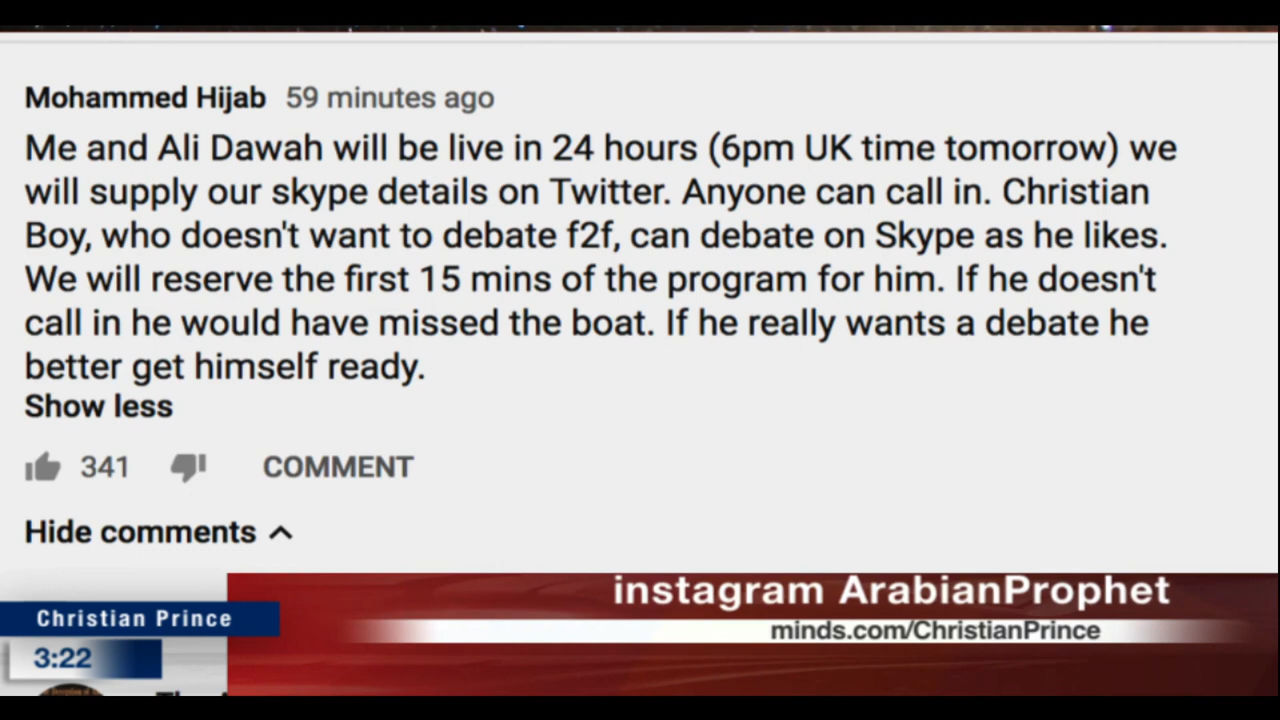 Mohammed Hijab 59 minutes ago
Me and Ali Dawah will be live in 24 hours (6pm UK time tomorrow) we
will supply our skype details on Twitter. Anyone can call in. Christian
Boy, who doesn't want to debate f2f, can debate on Skype as he likes.
We will reserve the first 15 mins of the program for him. If he doesn't
call in he would have missed the boat. If he really wants a debate he
better get himself ready.
Show less
341 COMMENT
Hide comments
instagram ArabianProphet
Christian Prince
minds.com/ChristianPrince
3:22